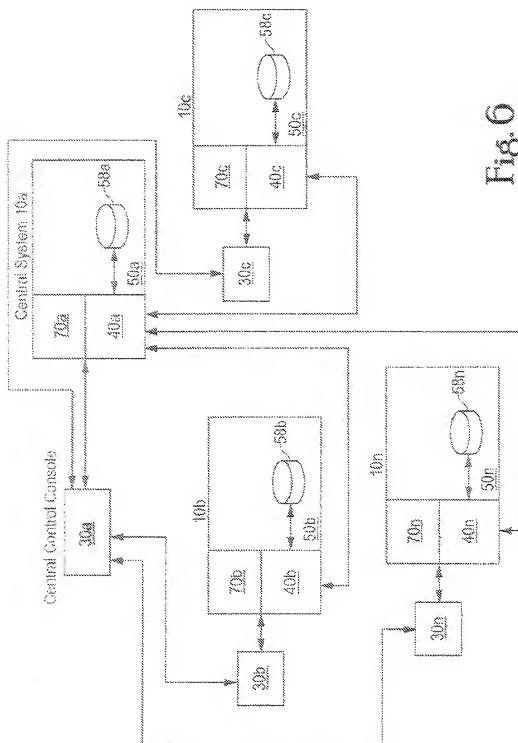 Central Control Console
30a
Central System 10a
70a
40a
50a
58a
10c
70c
40c
50c
58c
30c
10b
70b
40b
50b
58b
30b
10n
70n
40n
50n
58n
30n
Fig. 6